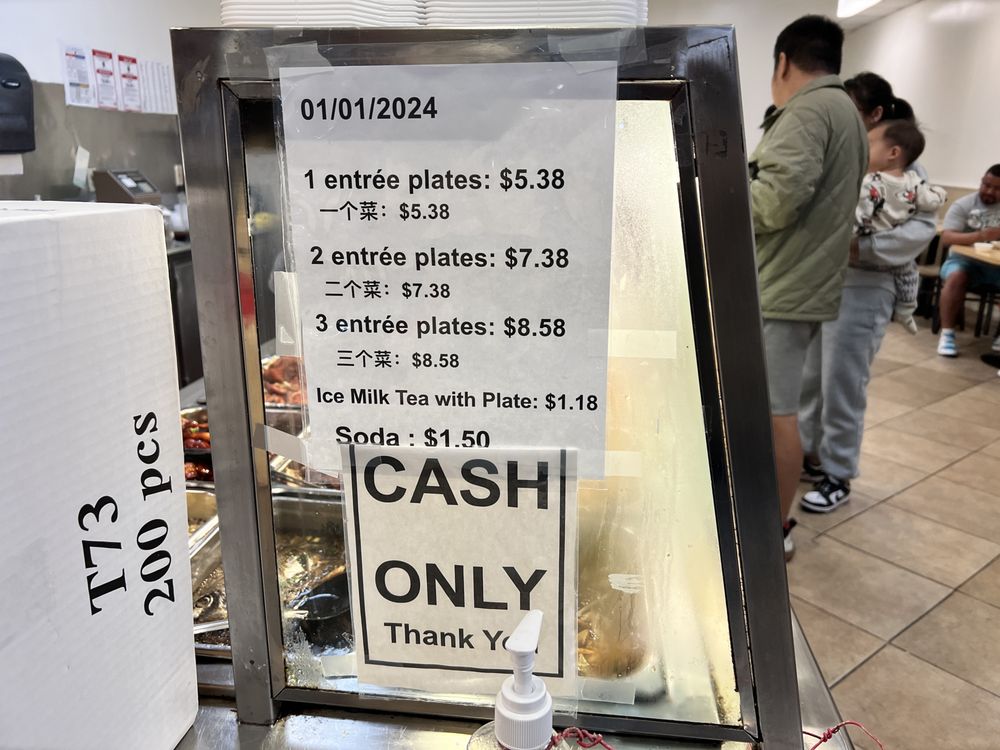 01/01/2024
1 entrée plates: $5.38
一个菜：$5.38
2 entrée plates: $7.38
二个菜：$7.38
3 entrée plates: $8.58
三个菜：$8.58
Ice Milk Tea with Plate: $1.18
Soda : $1.50
CASH
ONLY
Thank
T73
200 pcs